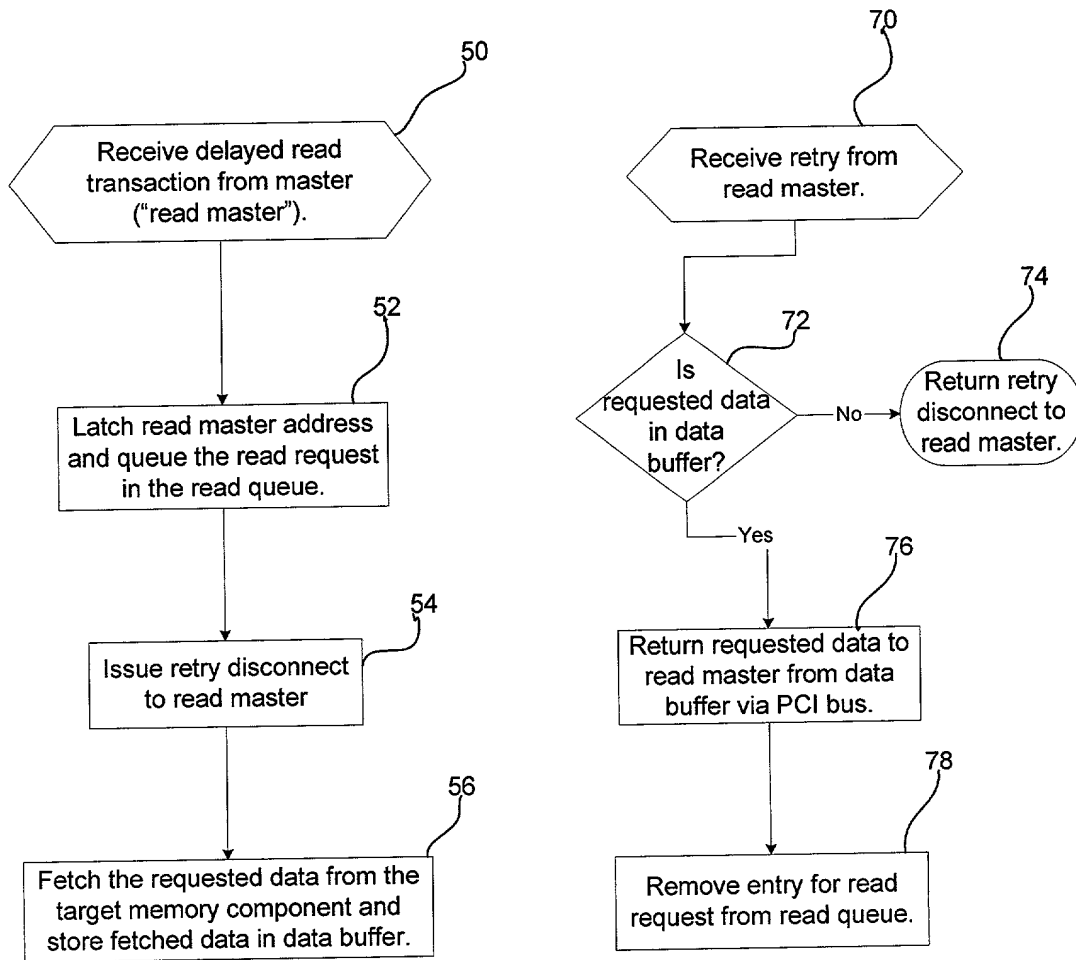 50
Receive delayed read
transaction from master
(“read master”).
52
Latch read master address
and queue the read request
in the read queue.
54
Issue retry disconnect
to read master
56
Fetch the requested data from the
target memory component and
store fetched data in data buffer.
70
Receive retry from
read master.
72
Is
requested data
in data
buffer?
No
74
Return retry
disconnect to
read master.
Yes
76
Return requested data to
read master from data
buffer via PCI bus.
78
Remove entry for read
request from read queue.